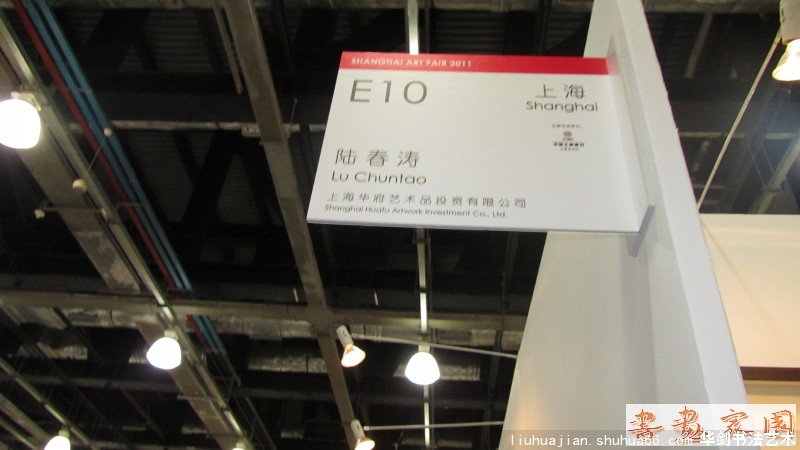 SHANGHAI ART FAIR 2011
E10
上海
Shanghai
陆春涛
Lu Chuntao
上海华府艺术品投资有限公司
Shanghai Huafu Artwork Investment Co., Ltd.
书画家园
liuhuajian.shuhua66.com 华剑书法艺术